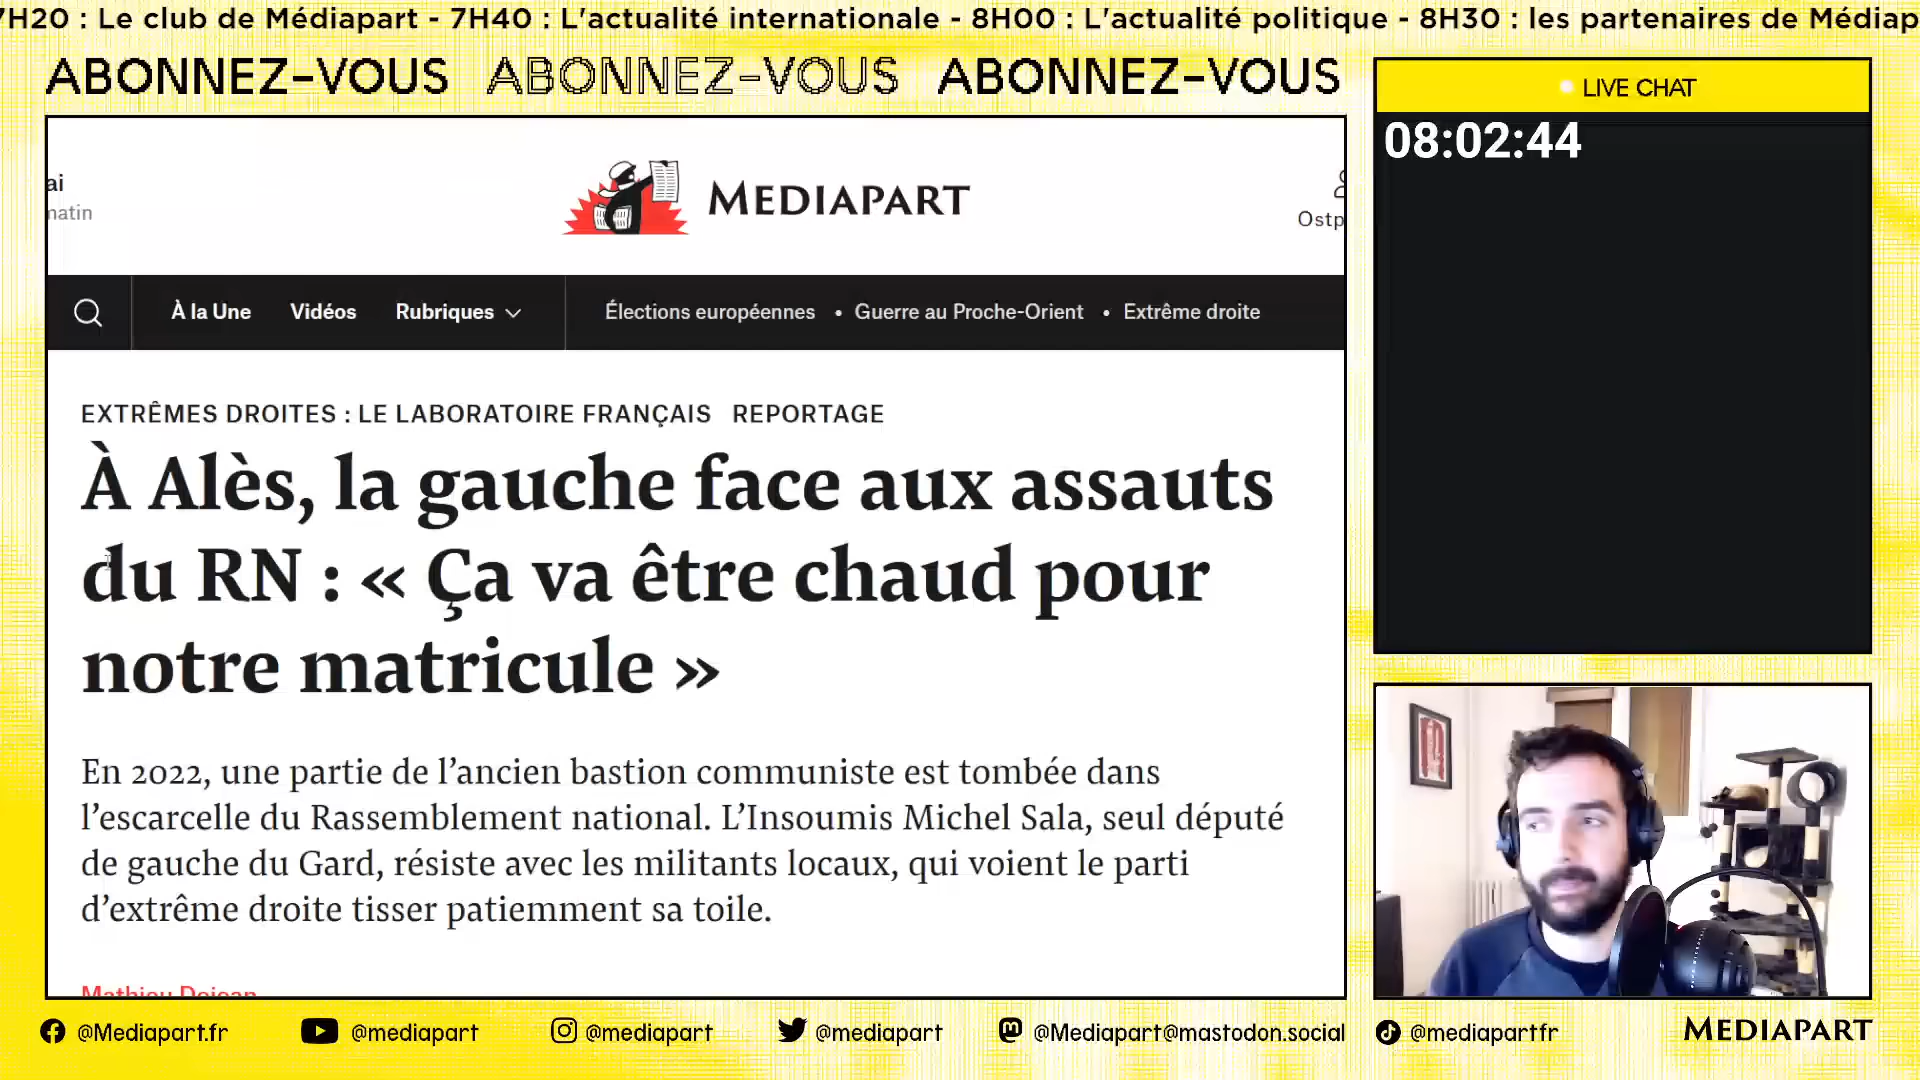 7H20 : Le club de Médiapart - 7H40 : L'actualité internationale - 8H00 : L'actualité politique - 8H30 : les partenaires de Médiap
ABONNEZ-VOUS ABONNEZ-VOUS ABONNEZ-VOUS
LIVE CHAT
08:02:44
ai
matin
MEDIAPART
Ostp
À la Une Vidéos Rubriques Élections européennes • Guerre au Proche-Orient • Extrême droite
EXTRÊMES DROITES : LE LABORATOIRE FRANÇAIS REPORTAGE
À Alès, la gauche face aux assauts
du RN : « Ça va être chaud pour
notre matricule »
En 2022, une partie de l’ancien bastion communiste est tombée dans
l’escarcelle du Rassemblement national. L’Insoumis Michel Sala, seul député
de gauche du Gard, résiste avec les militants locaux, qui voient le parti
d’extrême droite tisser patiemment sa toile.
Mathieu Dejean
@Mediapart.fr @mediapart @mediapart @mediapart @Mediapart@mastodon.social @mediapartfr MEDIAPART